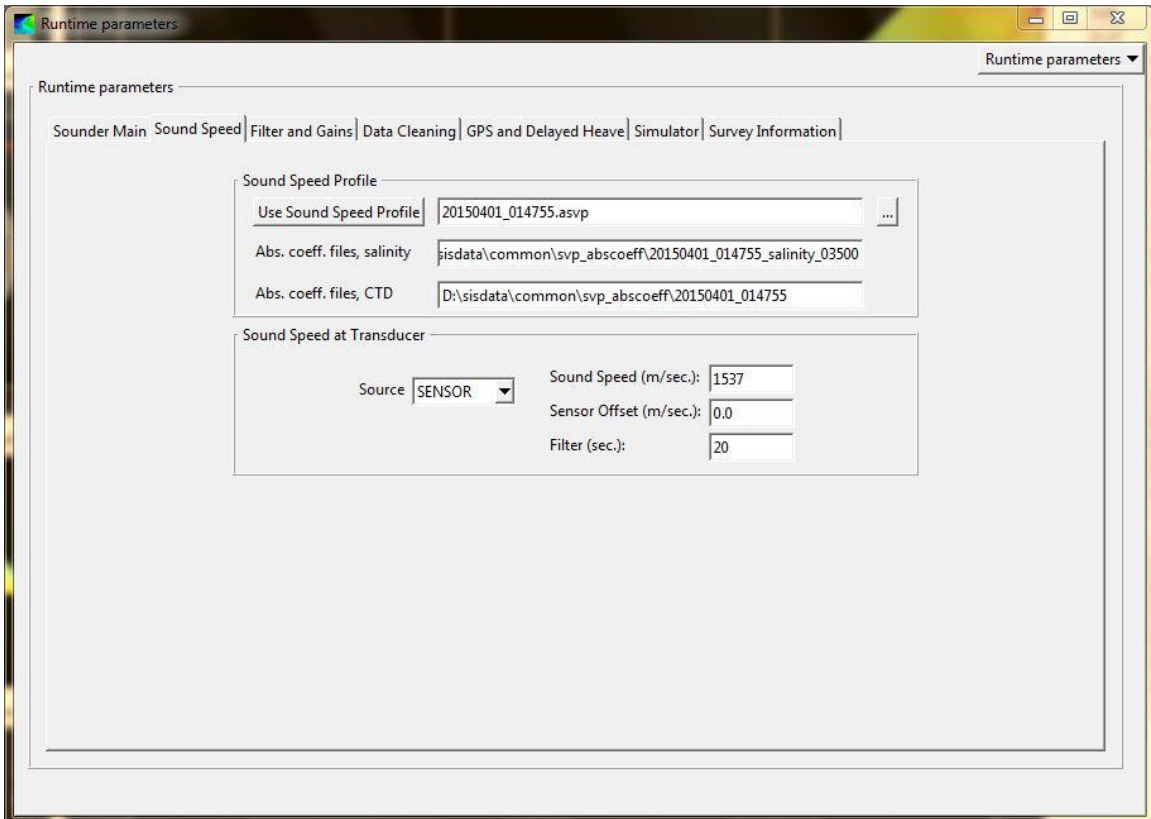 Runtime parameters
Runtime parameters
Runtime parameters
Sounder Main Sound Speed Filter and Gains Data Cleaning GPS and Delayed Heave Simulator Survey Information
Sound Speed Profile
Use Sound Speed Profile 20150401_014755.asvp ...
Abs. coeff. files, salinity sisdata\common\svp_abscoeff\20150401_014755_salinity_03500
Abs. coeff. files, CTD D:\sisdata\common\svp_abscoeff\20150401_014755
Sound Speed at Transducer
Source SENSOR Sound Speed (m/sec.): 1537
Sensor Offset (m/sec.): 0.0
Filter (sec.): 20